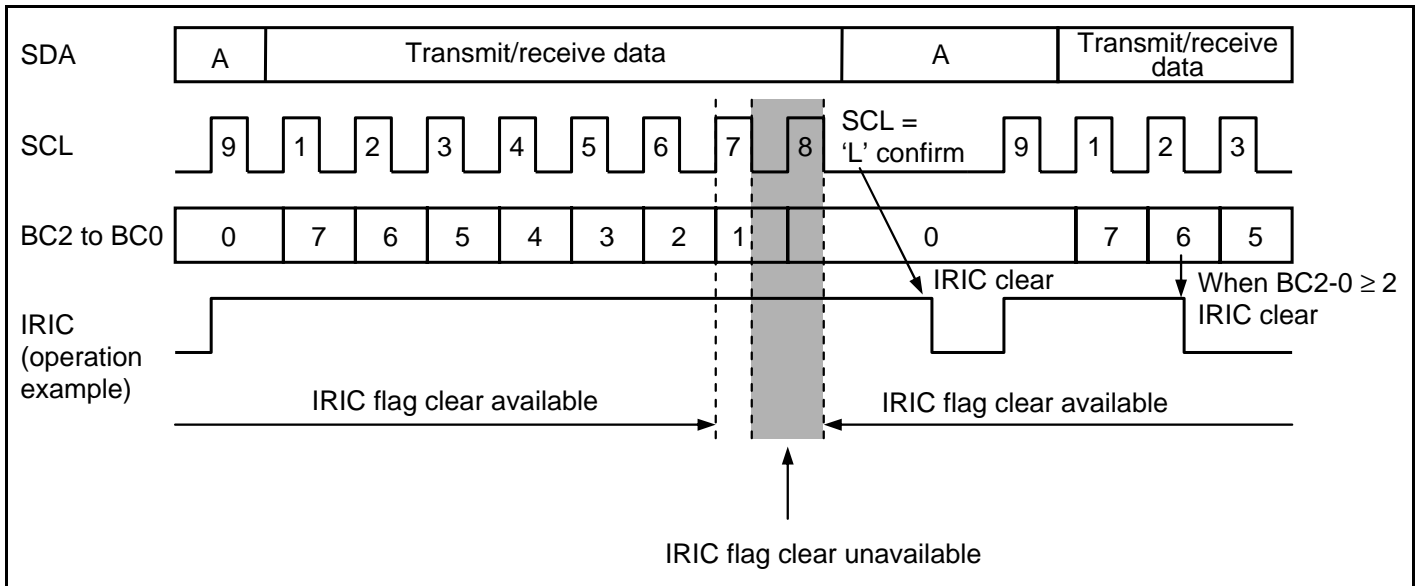 SDA
A
Transmit/receive data
A
Transmit/receive
data
SCL
9
1
2
3
4
5
6
7
8
SCL =
‘L’ confirm
9
1
2
3
BC2 to BC0
0
7
6
5
4
3
2
1
0
7
6
5
IRIC clear
When BC2-0 ≥ 2
IRIC clear
IRIC
(operation
example)
IRIC flag clear available
IRIC flag clear available
IRIC flag clear unavailable